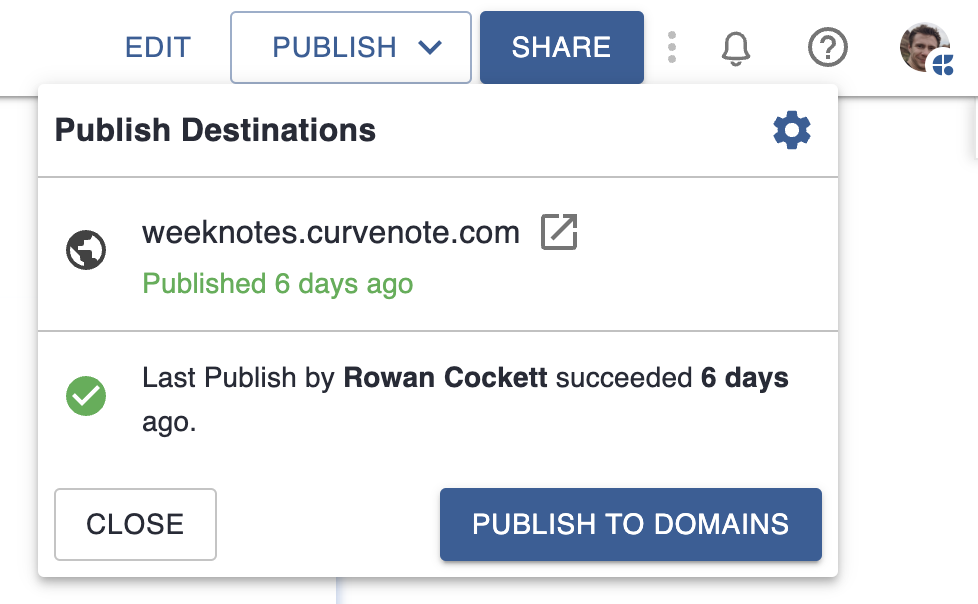 EDIT
PUBLISH
SHARE
Publish Destinations
weeknotes.curvenote.com
Published 6 days ago
Last Publish by Rowan Cockett succeeded 6 days
ago.
CLOSE
PUBLISH TO DOMAINS